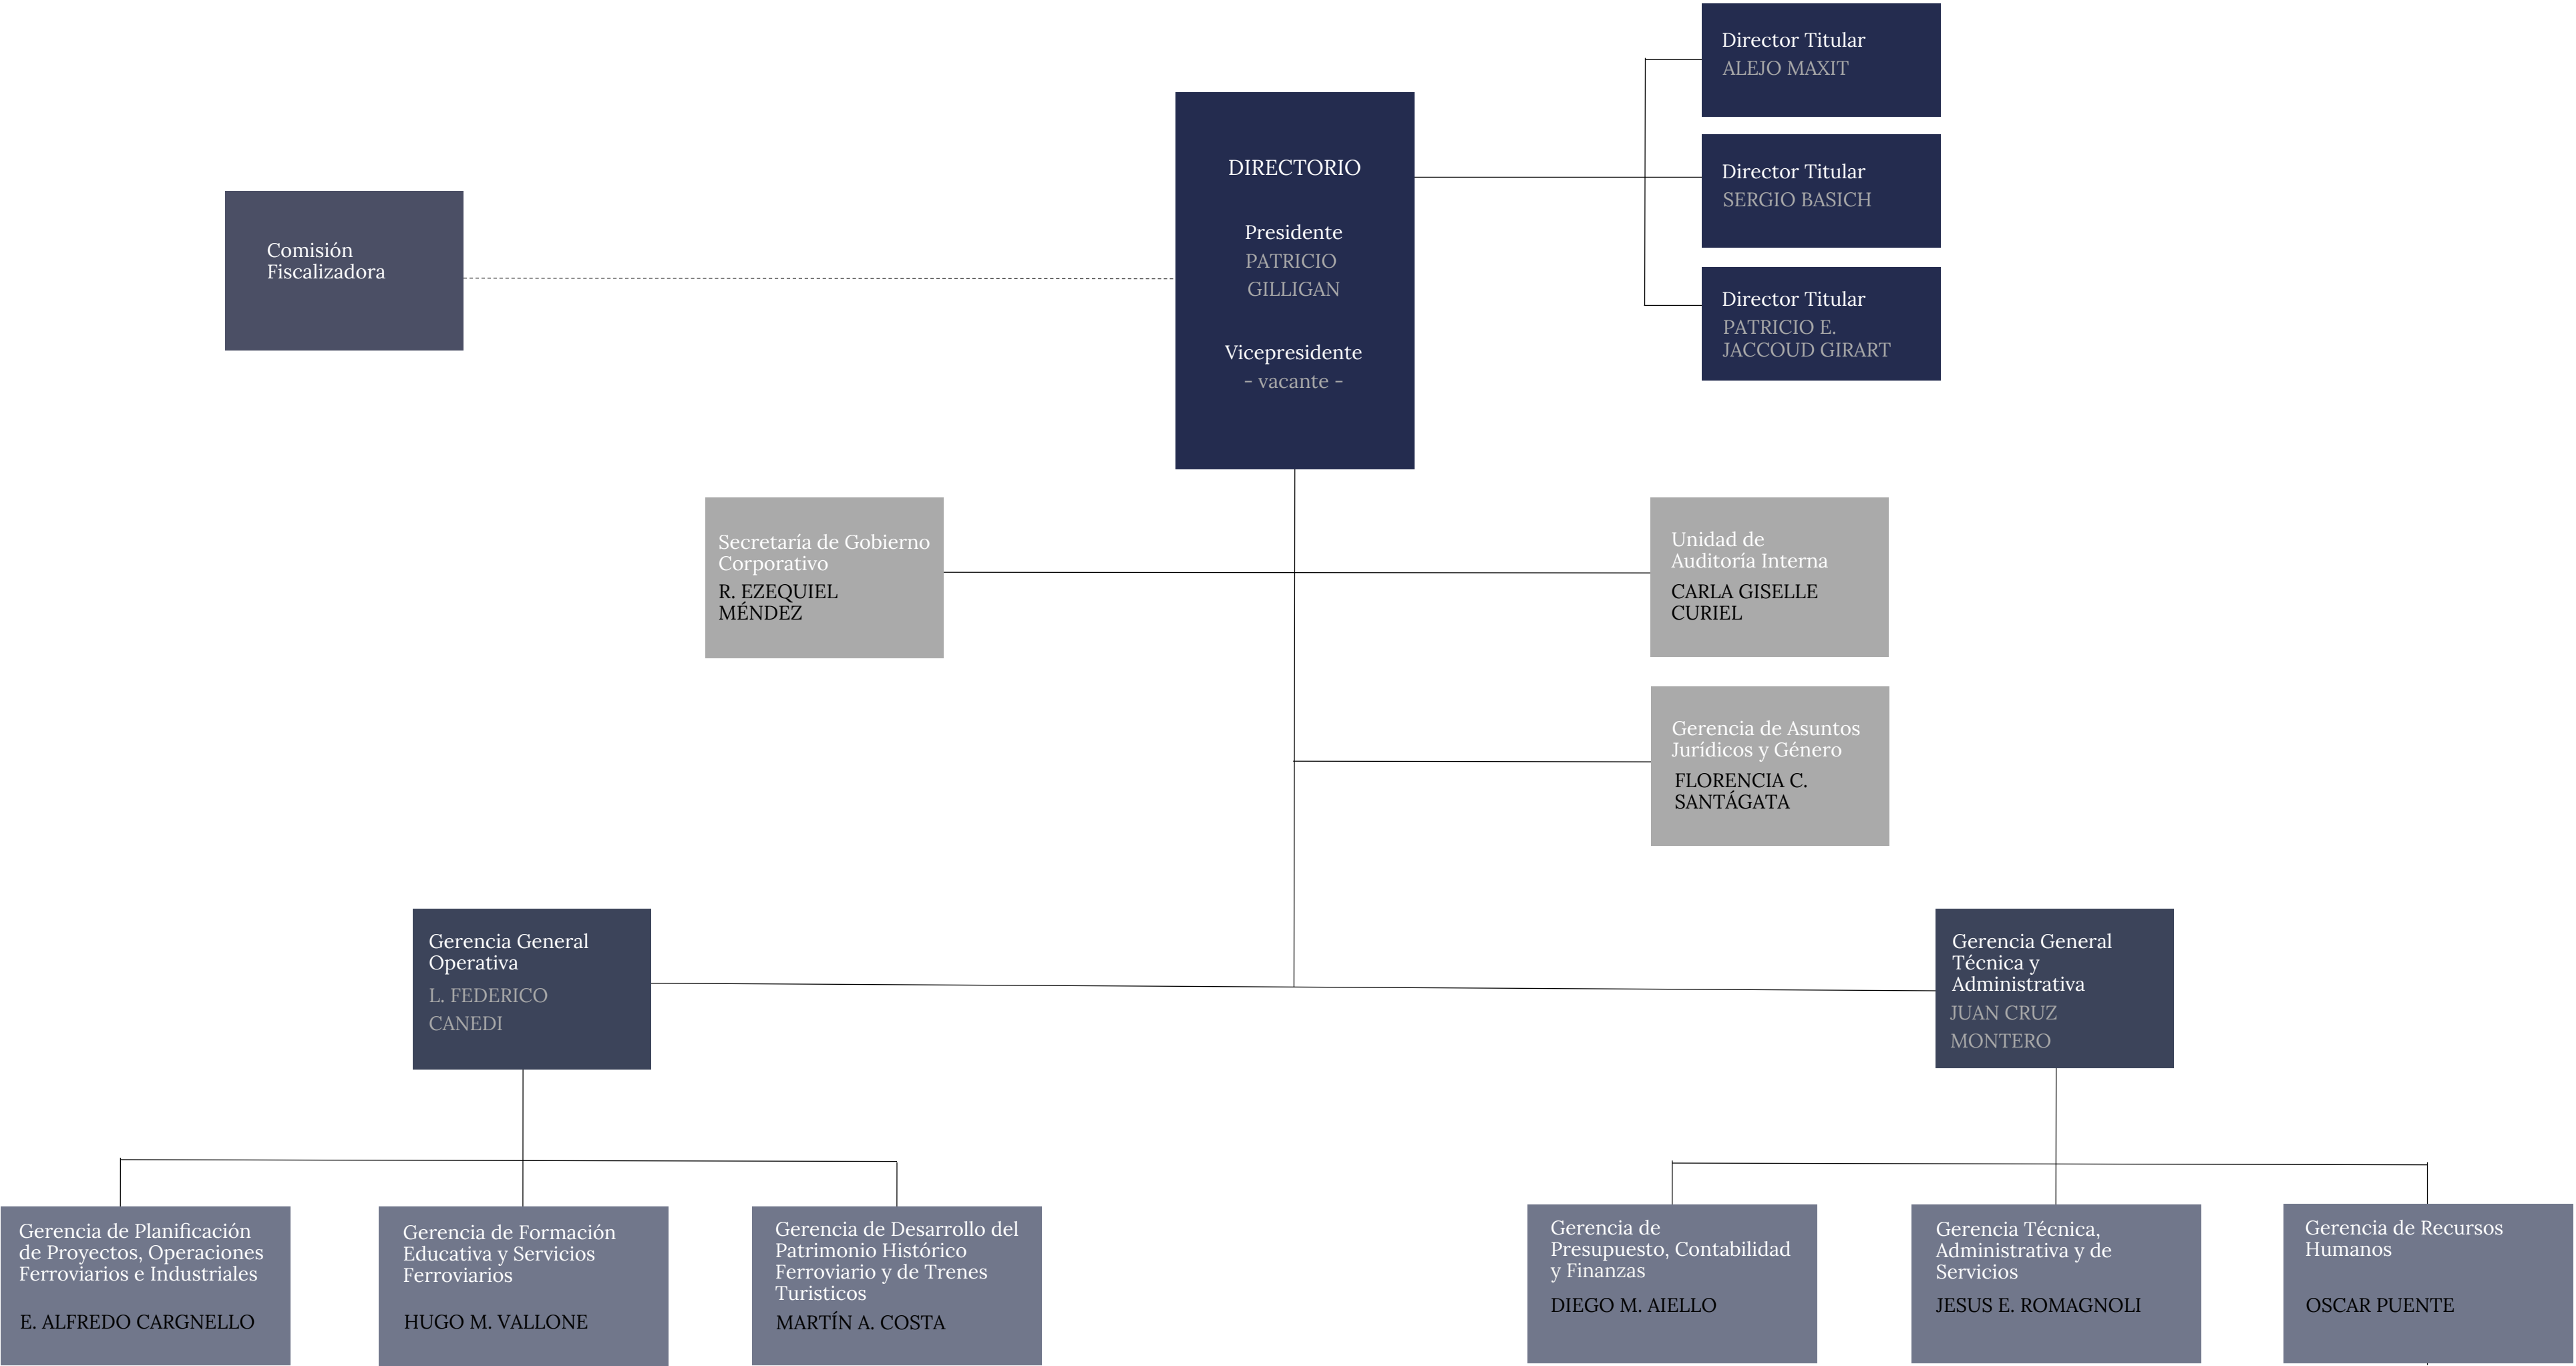 Director Titular
ALEJO MAXIT
DIRECTORIO
Presidente
PATRICIO
GILLIGAN
Vicepresidente
- vacante -
Director Titular
SERGIO BASICH
Director Titular
PATRICIO E.
JACCOUD GIRART
Comisión
Fiscalizadora
Secretaría de Gobierno
Corporativo
R. EZEQUIEL
MÉNDEZ
Unidad de
Auditoría Interna
CARLA GISELLE
CURIEL
Gerencia de Asuntos
Jurídicos y Género
FLORENCIA C.
SANTÁGATA
Gerencia General
Operativa
L. FEDERICO
CANEDI
Gerencia General
Técnica y
Administrativa
JUAN CRUZ
MONTERO
Gerencia de Planificación
de Proyectos, Operaciones
Ferroviarios e Industriales
E. ALFREDO CARGNELLO
Gerencia de Formación
Educativa y Servicios
Ferroviarios
HUGO M. VALLONE
Gerencia de Desarrollo del
Patrimonio Histórico
Ferroviario y de Trenes
Turisticos
MARTÍN A. COSTA
Gerencia de
Presupuesto, Contabilidad
y Finanzas
DIEGO M. AIELLO
Gerencia Técnica,
Administrativa y de
Servicios
JESUS E. ROMAGNOLI
Gerencia de Recursos
Humanos
OSCAR PUENTE